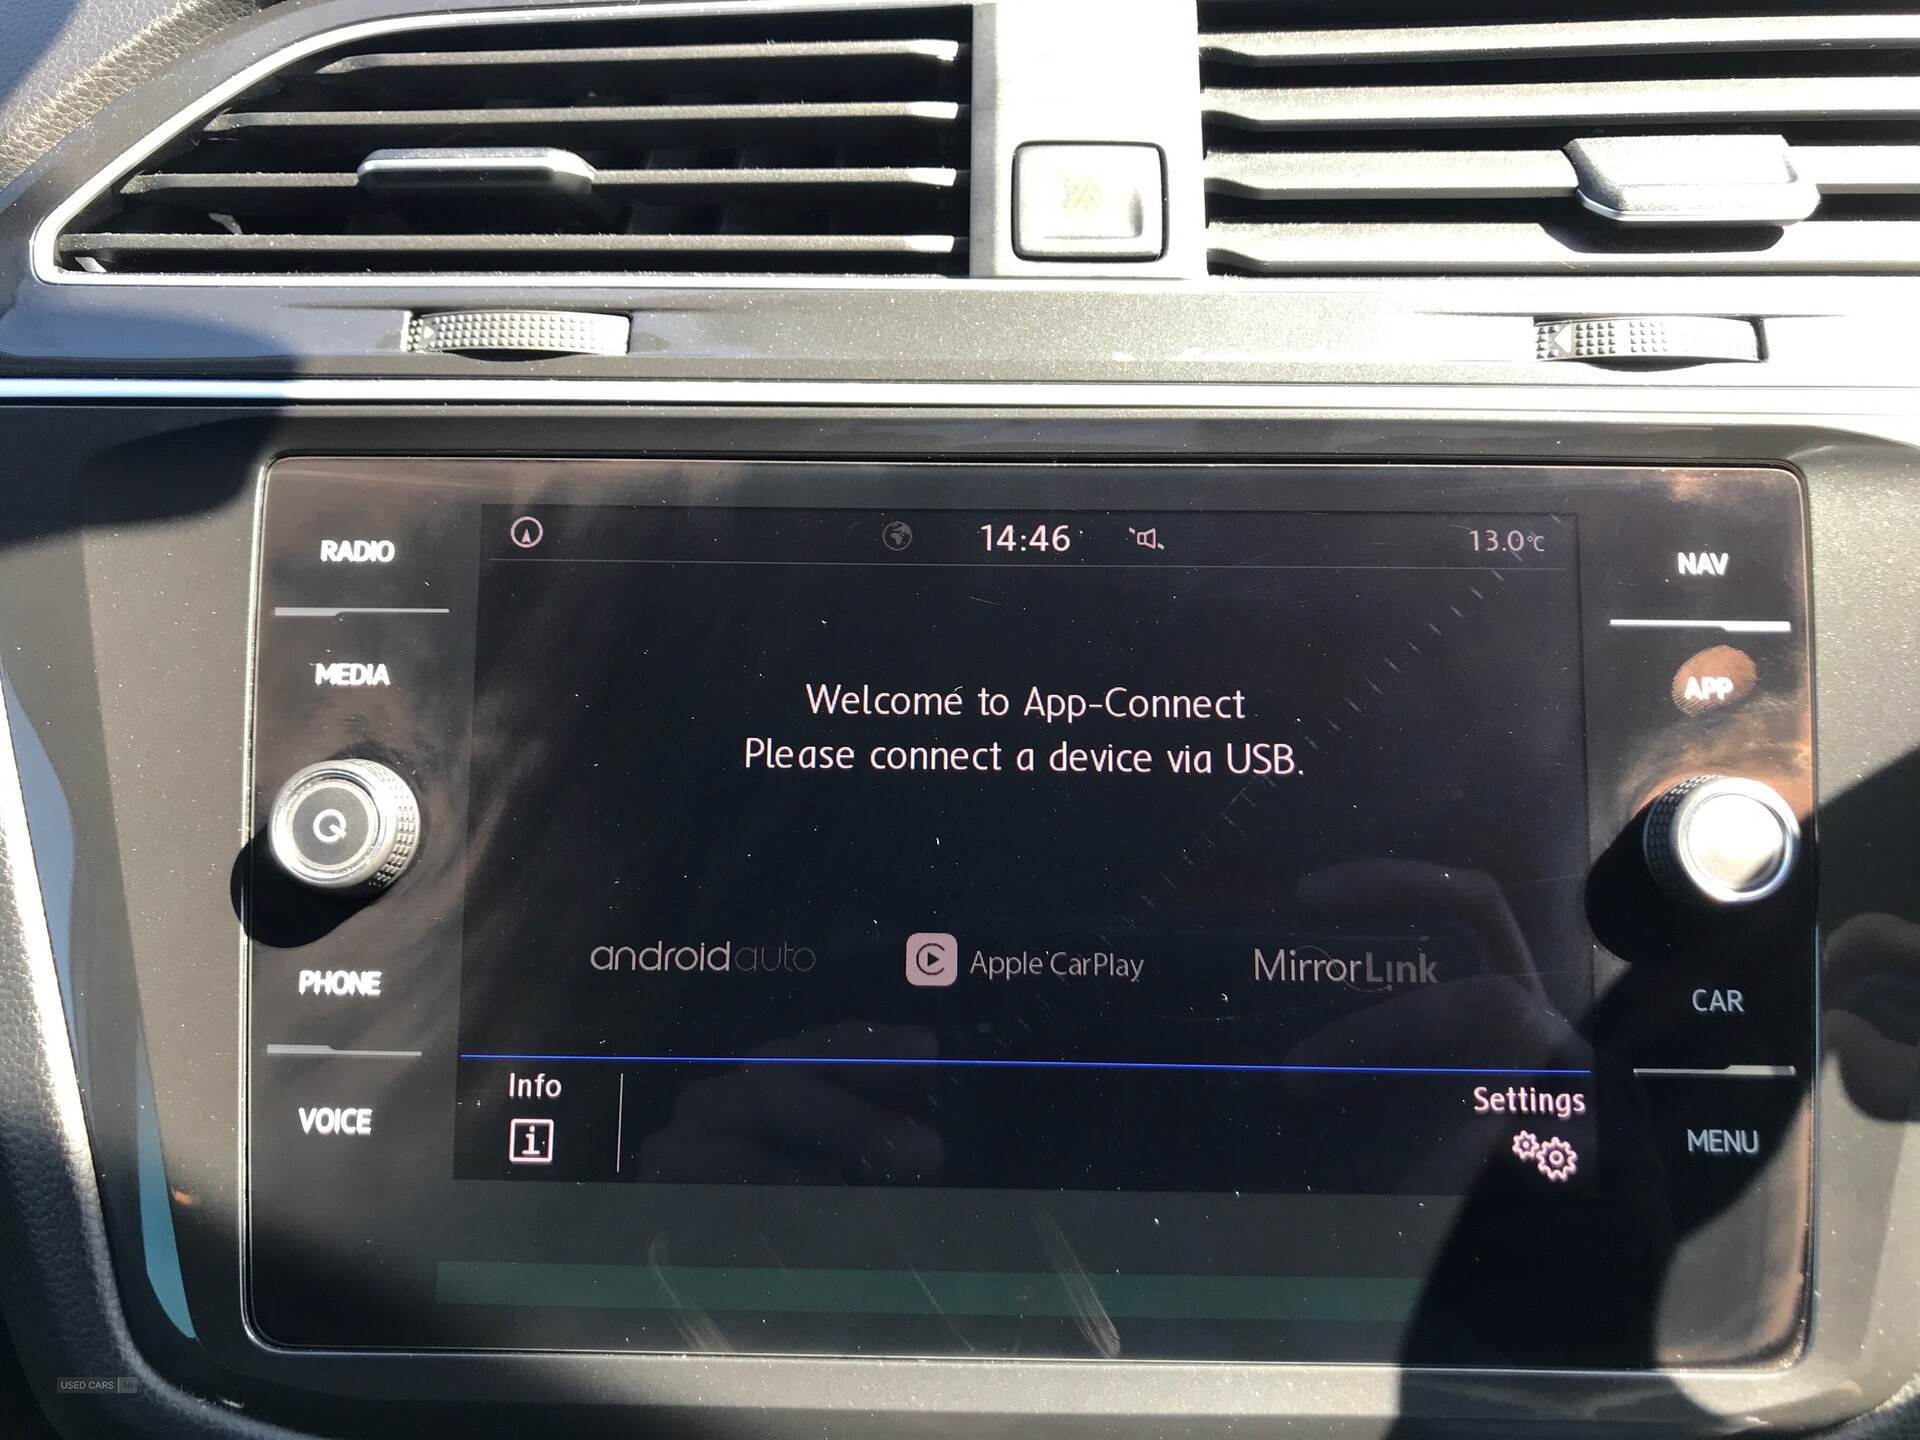 RADIO
MEDIA
PHONE
VOICE
14:46
13.0°C
Welcome to App-Connect
Please connect a device via USB.
androidauto
Apple CarPlay
MirrorLink
Info
i
Settings
NAV
APP
CAR
MENU
USED CARS NI